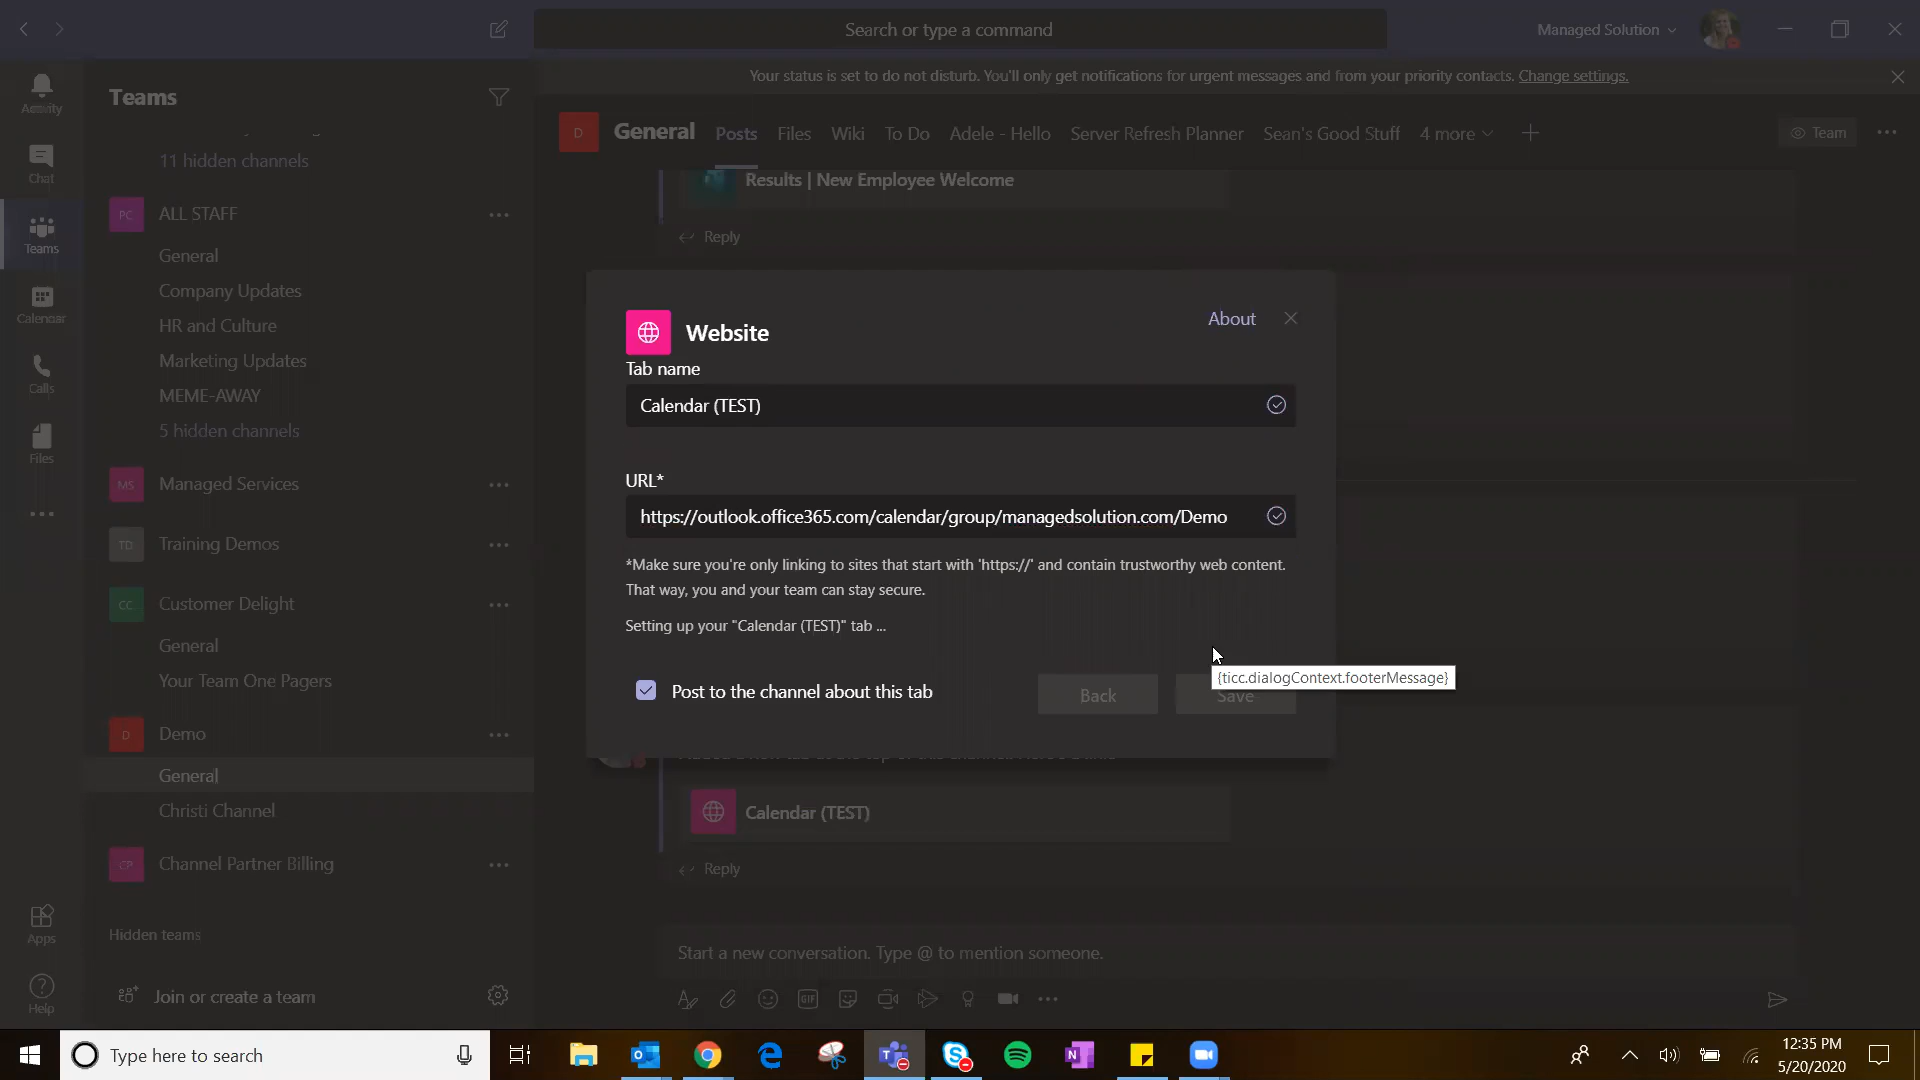 Search or type a command
Managed Solution
Your status is set to do not disturb. You'll only get notifications for urgent messages and from your priority contacts. Change settings.
Activity
Chat
Teams
Calendar
Calls
Files
Apps
Help
Teams
11 hidden channels
PC ALL STAFF
General
Company Updates
HR and Culture
Marketing Updates
MEME-AWAY
5 hidden channels
MS Managed Services
TD Training Demos
CC Customer Delight
General
Your Team One Pagers
D Demo
General
Christi Channel
CP Channel Partner Billing
Hidden teams
Join or create a team
D General Posts Files Wiki To Do Adele - Hello Server Refresh Planner Sean's Good Stuff 4 more Team
Results | New Employee Welcome
Reply
Website
About
Tab name
Calendar (TEST)
URL*
https://outlook.office365.com/calendar/group/managedsolution.com/Demo
*Make sure you're only linking to sites that start with 'https://' and contain trustworthy web content.
That way, you and your team can stay secure.
Setting up your "Calendar (TEST)" tab ...
{ticc.dialogContext.footerMessage}
Post to the channel about this tab
Back
Save
Calendar (TEST)
Reply
Start a new conversation. Type @ to mention someone.
GIF
Type here to search
12:35 PM
5/20/2020